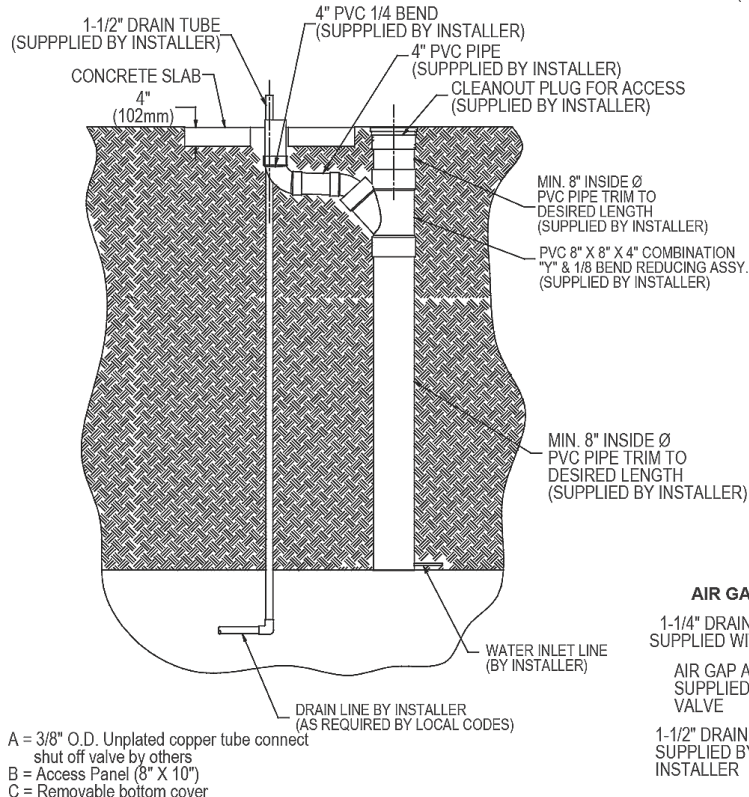 1-1/2" DRAIN TUBE
(SUPPPLIED BY INSTALLER)
4" PVC 1/4 BEND
(SUPPPLIED BY INSTALLER)
4" PVC PIPE
(SUPPPLIED BY INSTALLER)
CLEANOUT PLUG FOR ACCESS
(SUPPLIED BY INSTALLER)
CONCRETE SLAB
4"
(102mm)
MIN. 8" INSIDE Ø
PVC PIPE TRIM TO
DESIRED LENGTH
(SUPPLIED BY INSTALLER)
PVC 8" X 8" X 4" COMBINATION
"Y" & 1/8 BEND REDUCING ASSY.
(SUPPLIED BY INSTALLER)
MIN. 8" INSIDE Ø
PVC PIPE TRIM TO
DESIRED LENGTH
(SUPPLIED BY INSTALLER)
WATER INLET LINE
(BY INSTALLER)
DRAIN LINE BY INSTALLER
(AS REQUIRED BY LOCAL CODES)
A = 3/8" O.D. Unplated copper tube connect
shut off valve by others
B = Access Panel (8" X 10")
C = Removable bottom cover
AIR GA
1-1/4" DRAIN
SUPPLIED WI
AIR GAP A
SUPPLIED
VALVE
1-1/2" DRAIN
SUPPLIED BY
INSTALLER